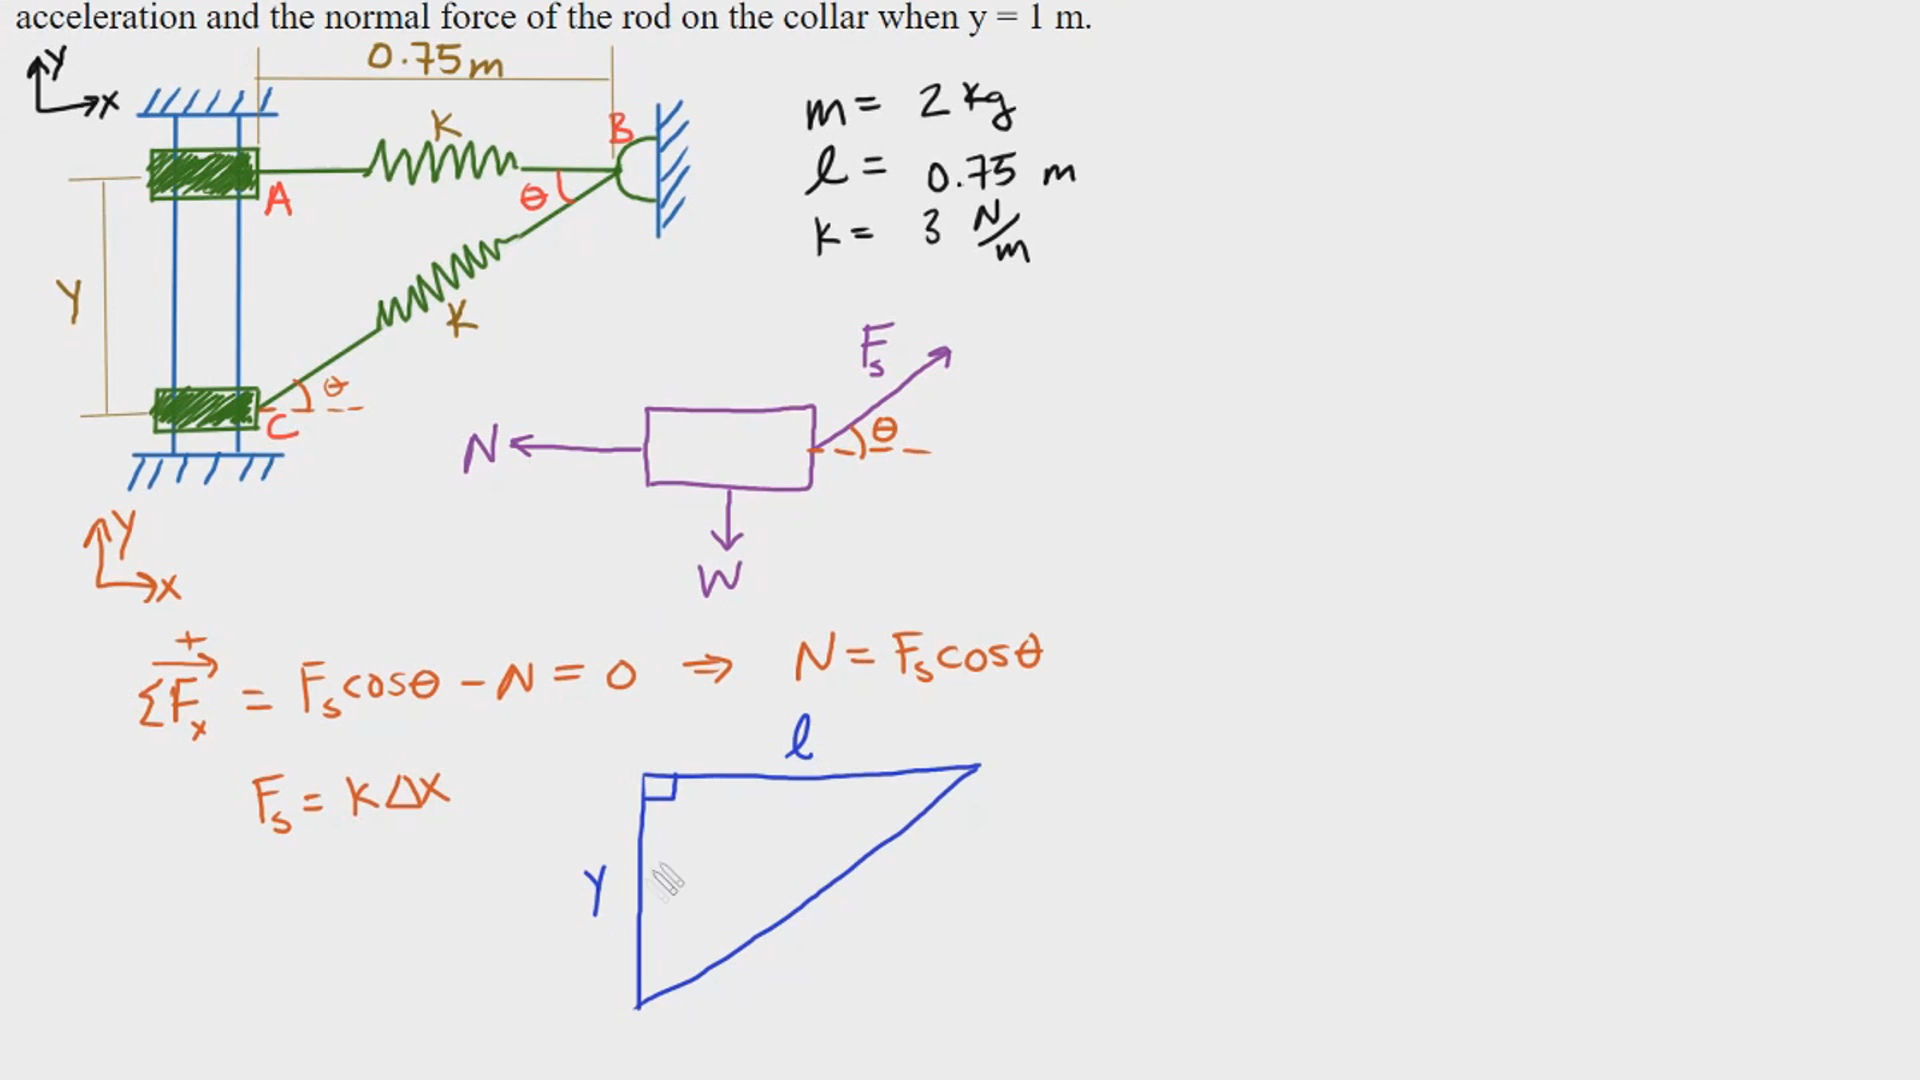 acceleration and the normal force of the rod on the collar when y = 1 m.
Y
X
0.75m
K
B
A
θ
Y
K
θ
C
m = 2 kg
l = 0.75 m
k = 3 N/m
Fs
θ
N
W
Y
X
+
ΣFx = Fs cosθ - N = 0 ⇒ N = Fs cosθ
Fs = KΔX
l
Y